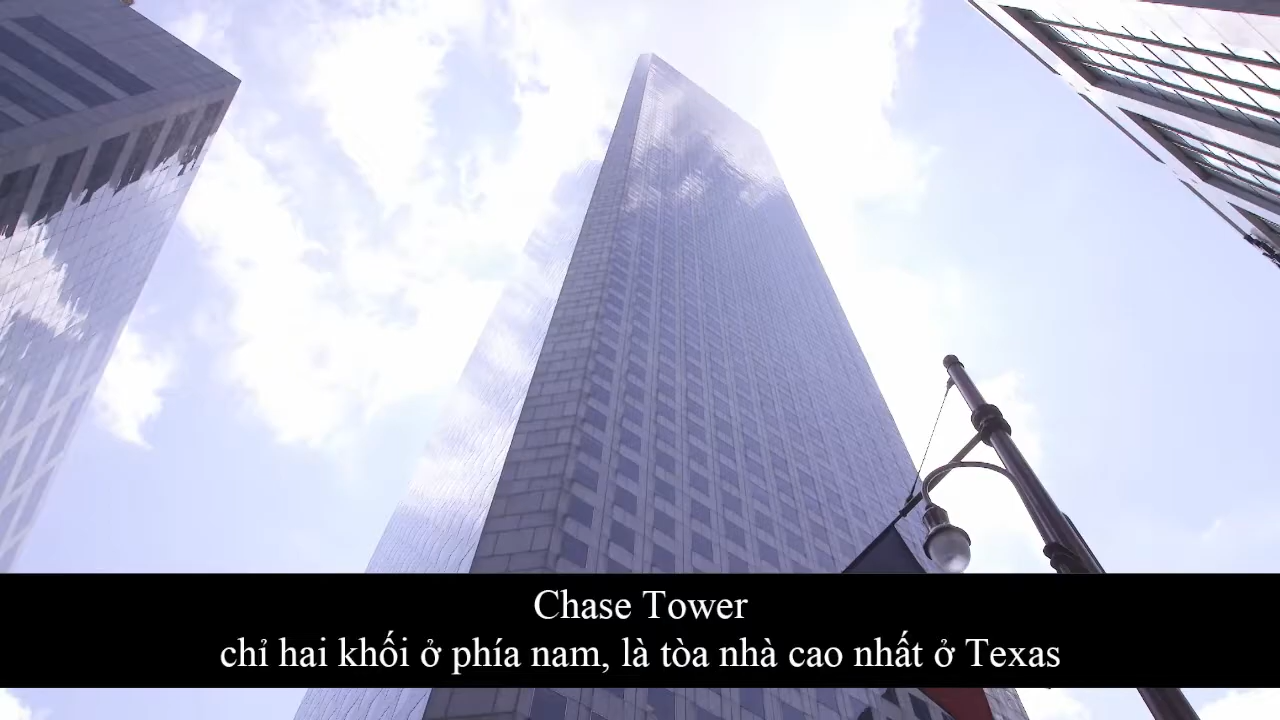 Chase Tower
chỉ hai khối ở phía nam, là tòa nhà cao nhất ở Texas